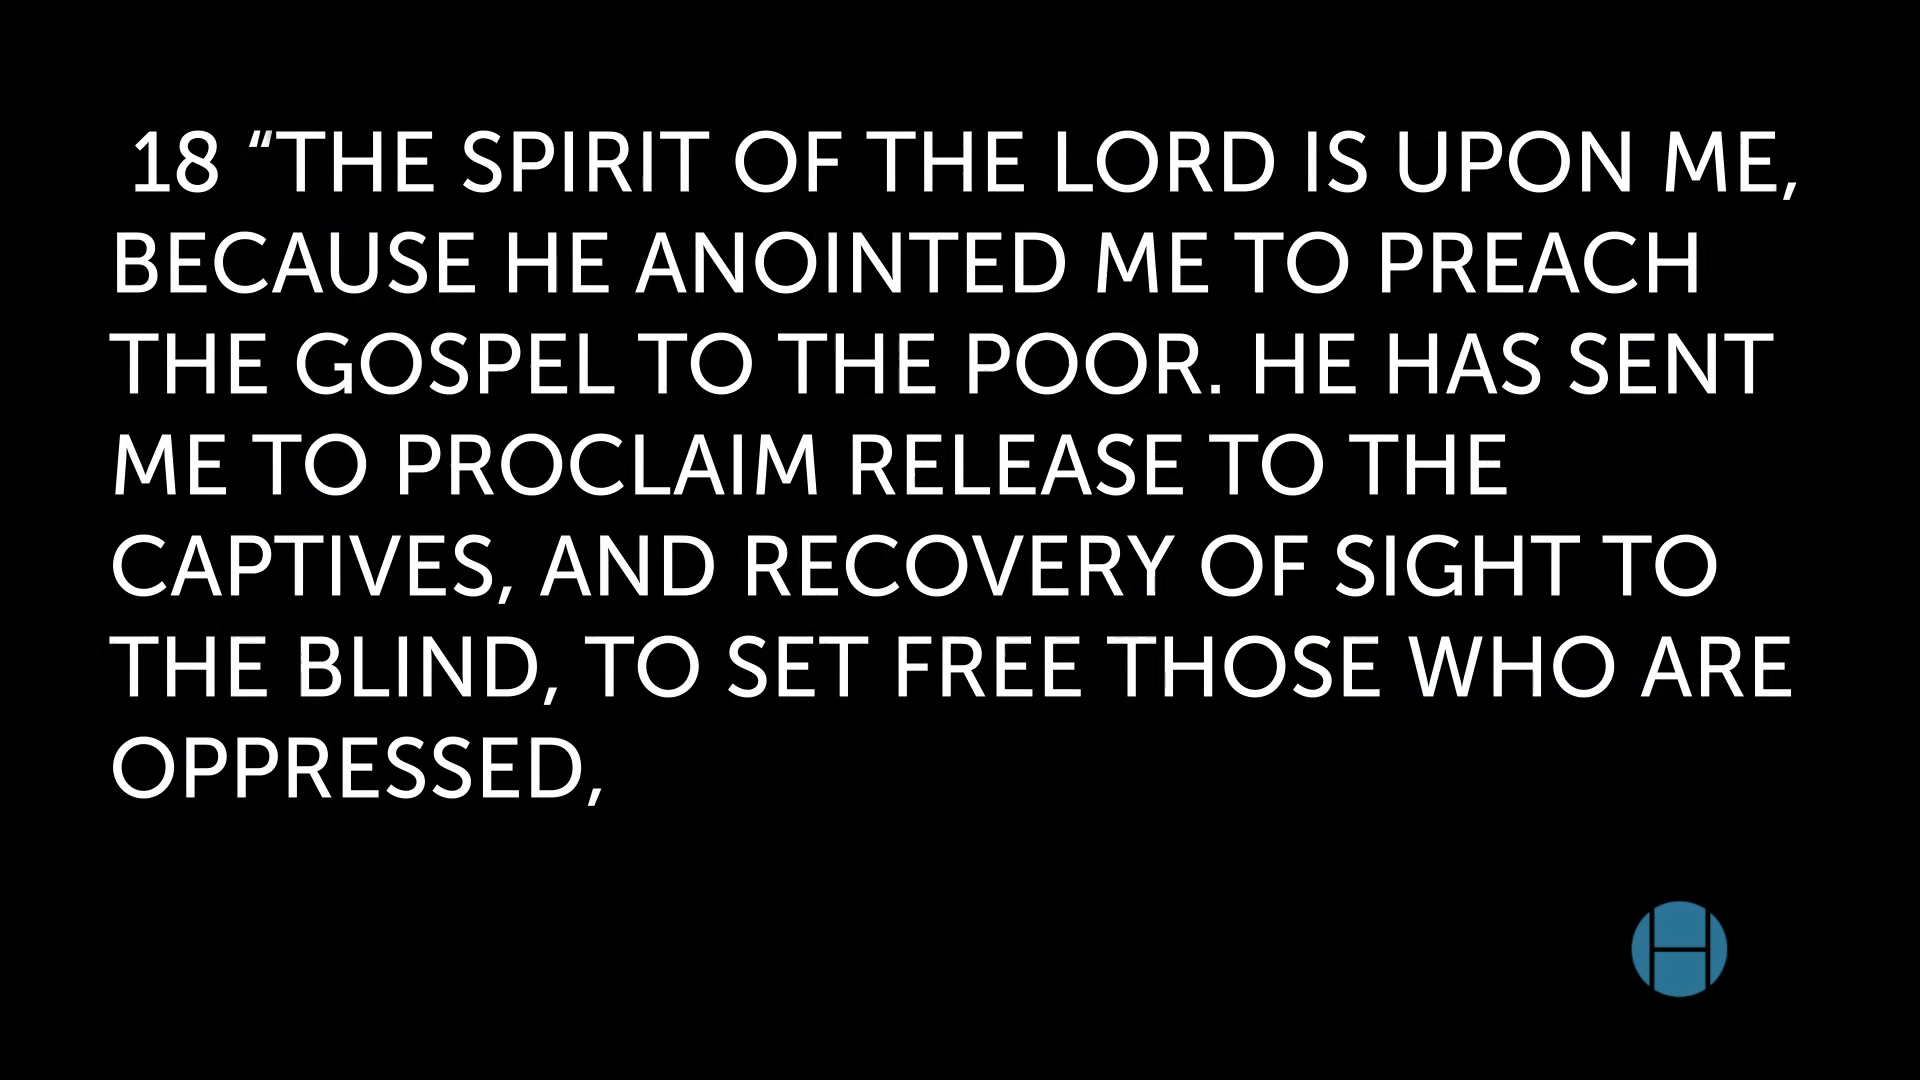 18 “THE SPIRIT OF THE LORD IS UPON ME,
BECAUSE HE ANOINTED ME TO PREACH
THE GOSPEL TO THE POOR. HE HAS SENT
ME TO PROCLAIM RELEASE TO THE
CAPTIVES, AND RECOVERY OF SIGHT TO
THE BLIND, TO SET FREE THOSE WHO ARE
OPPRESSED,
H